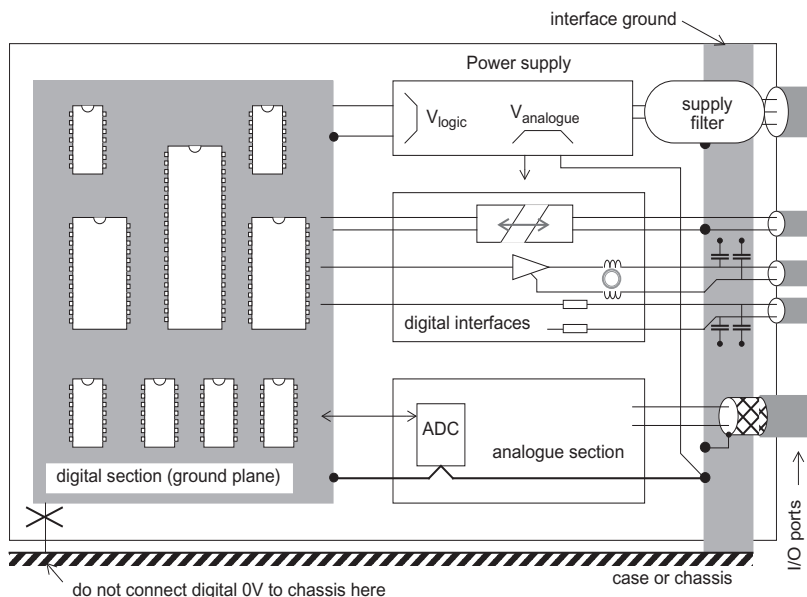 interface ground
Power supply
Vlogic
Vanalogue
supply
filter
digital interfaces
ADC
analogue section
digital section (ground plane)
I/O ports
case or chassis
do not connect digital 0V to chassis here